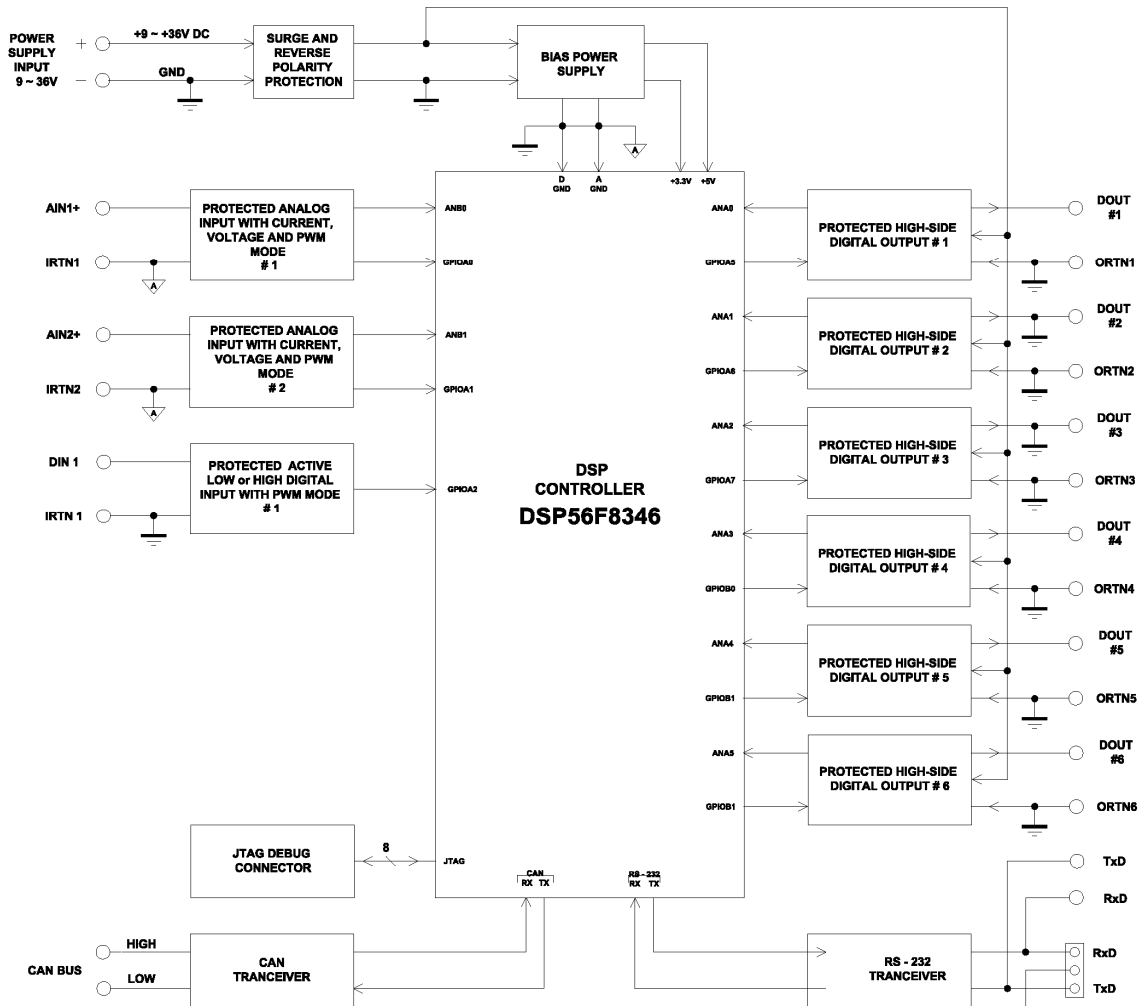 POWER
SUPPLY
INPUT
9 ~ 36V
+
–
+9 ~ +36V DC
GND
SURGE AND
REVERSE
POLARITY
PROTECTION
BIAS POWER
SUPPLY
A
D
GND
A
GND
+3.3V
+5V
AIN1+
IRTN1
A
PROTECTED ANALOG
INPUT WITH CURRENT,
VOLTAGE AND PWM
MODE
# 1
ANB0
GPIOA0
AIN2+
IRTN2
A
PROTECTED ANALOG
INPUT WITH CURRENT,
VOLTAGE AND PWM
MODE
# 2
ANB1
GPIOA1
DIN 1
IRTN 1
PROTECTED ACTIVE
LOW or HIGH DIGITAL
INPUT WITH PWM MODE
# 1
GPIOA2
DSP
CONTROLLER
DSP56F8346
ANA0
GPIOA5
PROTECTED HIGH-SIDE
DIGITAL OUTPUT # 1
DOUT
#1
ORTN1
ANA1
GPIOA6
PROTECTED HIGH-SIDE
DIGITAL OUTPUT # 2
DOUT
#2
ORTN2
ANA2
GPIOA7
PROTECTED HIGH-SIDE
DIGITAL OUTPUT # 3
DOUT
#3
ORTN3
ANA3
GPIOB0
PROTECTED HIGH-SIDE
DIGITAL OUTPUT # 4
DOUT
#4
ORTN4
ANA4
GPIOB1
PROTECTED HIGH-SIDE
DIGITAL OUTPUT # 5
DOUT
#5
ORTN5
ANA5
GPIOB1
PROTECTED HIGH-SIDE
DIGITAL OUTPUT # 6
DOUT
#6
ORTN6
JTAG DEBUG
CONNECTOR
8
JTAG
CAN
RX TX
RS - 232
RX TX
TxD
RxD
CAN BUS
HIGH
LOW
CAN
TRANCEIVER
RS - 232
TRANCEIVER
RxD
TxD